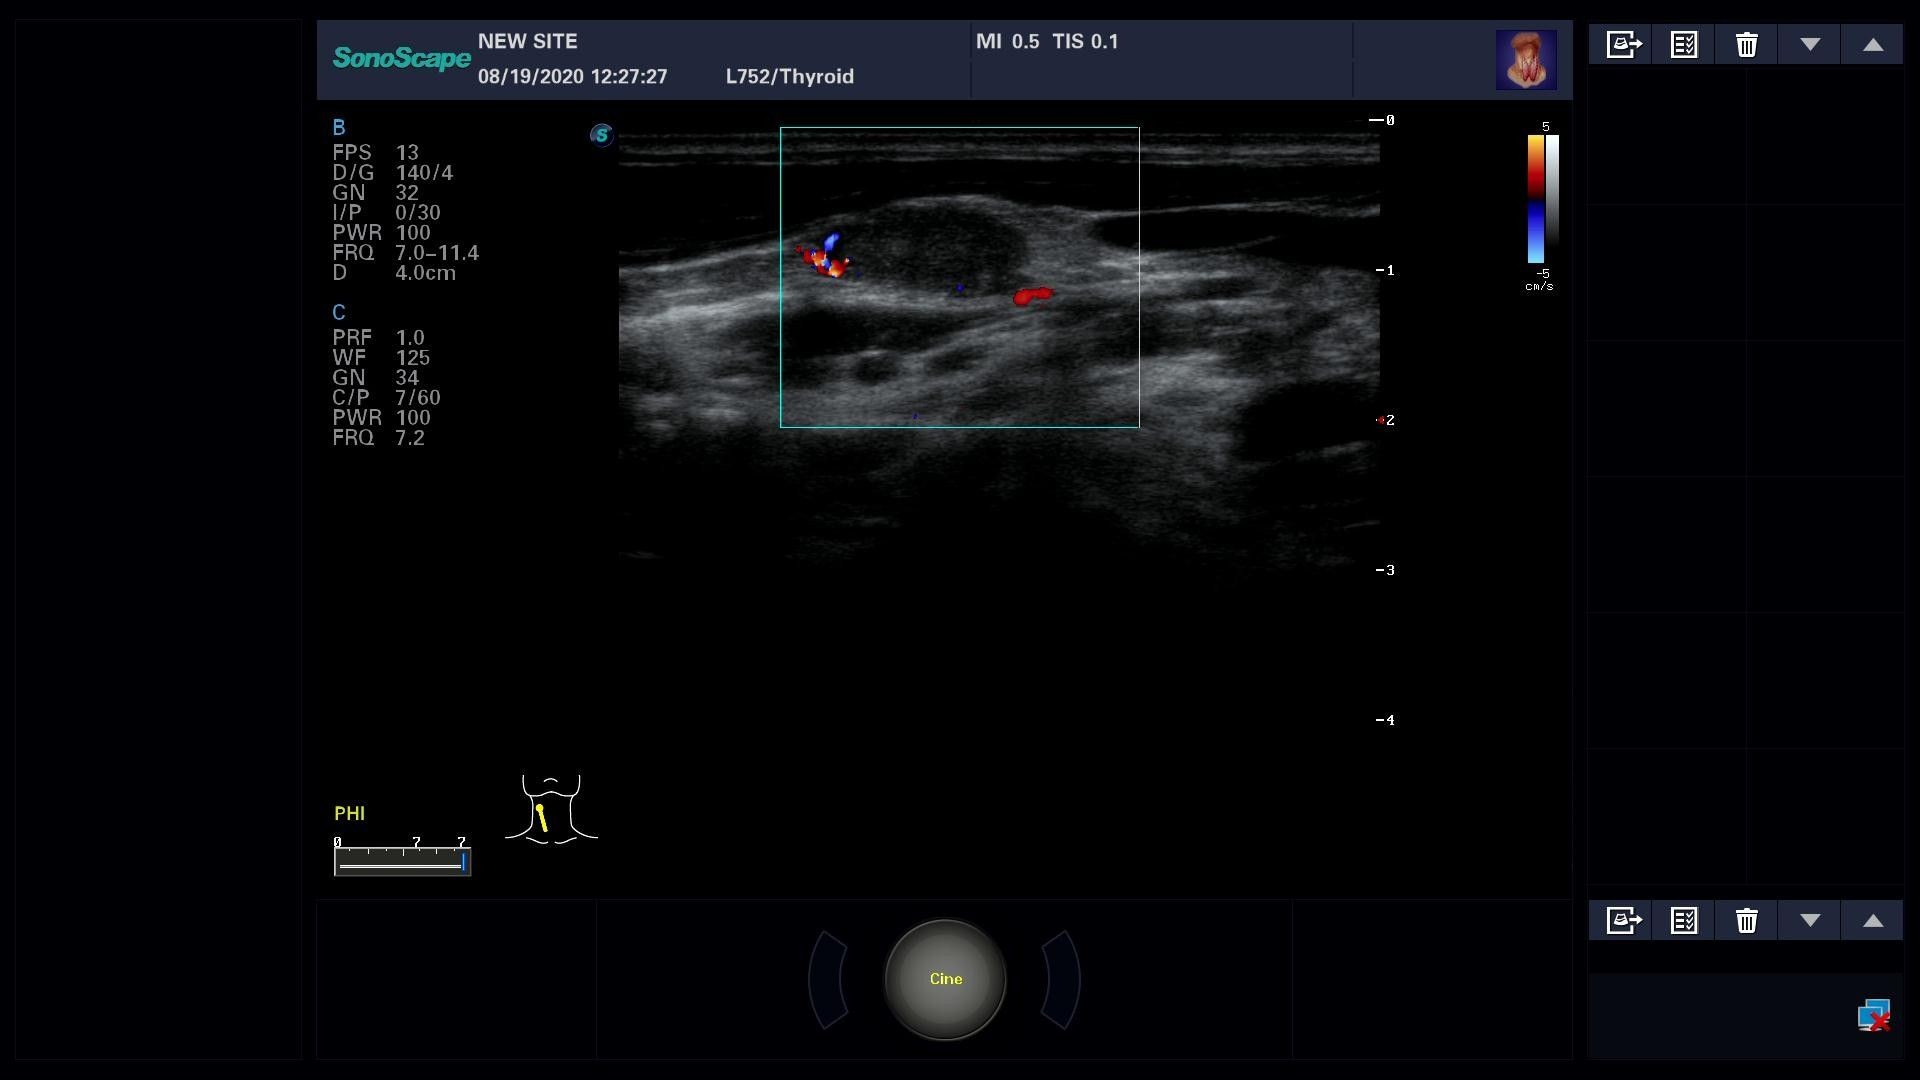 SonoScape
NEW SITE
08/19/2020 12:27:27
L752/Thyroid
MI 0.5 TIS 0.1
B
FPS 13
D/G 140/4
GN 32
I/P 0/30
PWR 100
FRQ 7.0-11.4
D 4.0cm
C
PRF 1.0
WF 125
GN 34
C/P 7/60
PWR 100
FRQ 7.2
S
0
-1
2
-3
-4
5
-5
cm/s
PHI
0 7 7
Cine